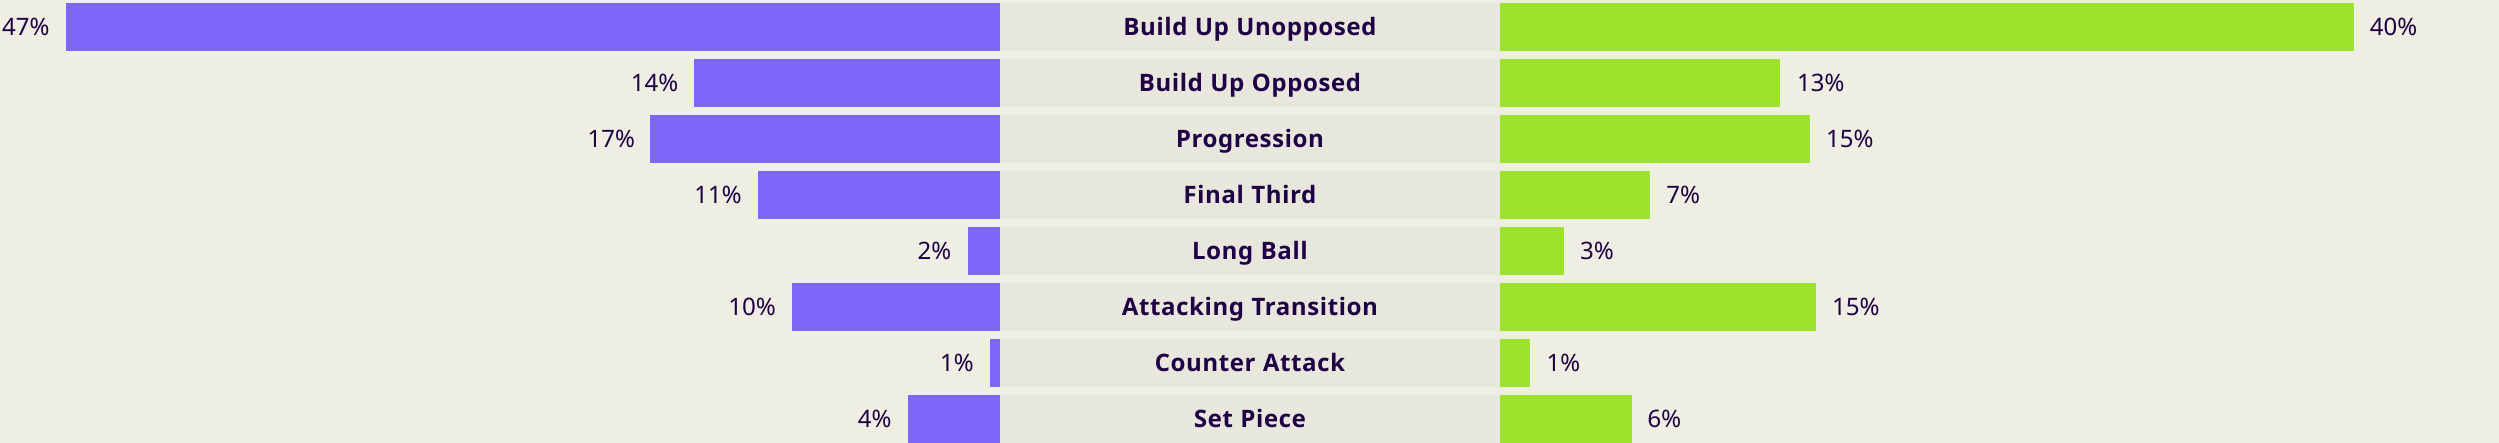 47% Build Up Unopposed 40%
14% Build Up Opposed 13%
17% Progression 15%
11% Final Third 7%
2% Long Ball 3%
10% Attacking Transition 15%
1% Counter Attack 1%
4% Set Piece 6%